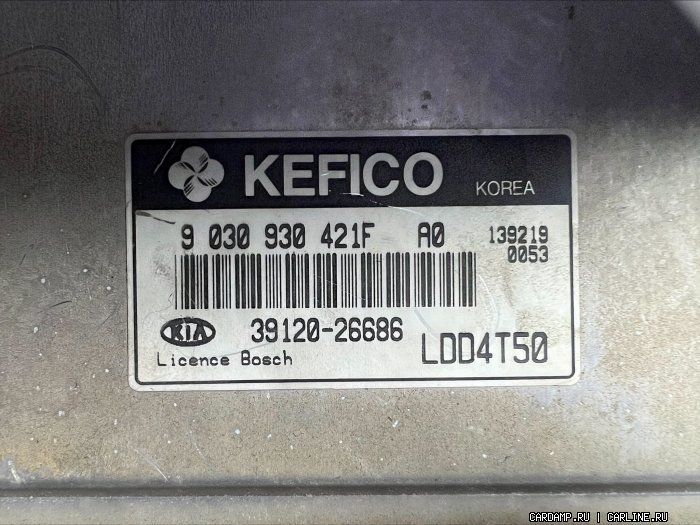 KEFICO KOREA
9 030 930 421F A0 139219
0053
KIA 39120-26686 LDD4T50
Licence Bosch
CARDAMP.RU | CARLINE.RU